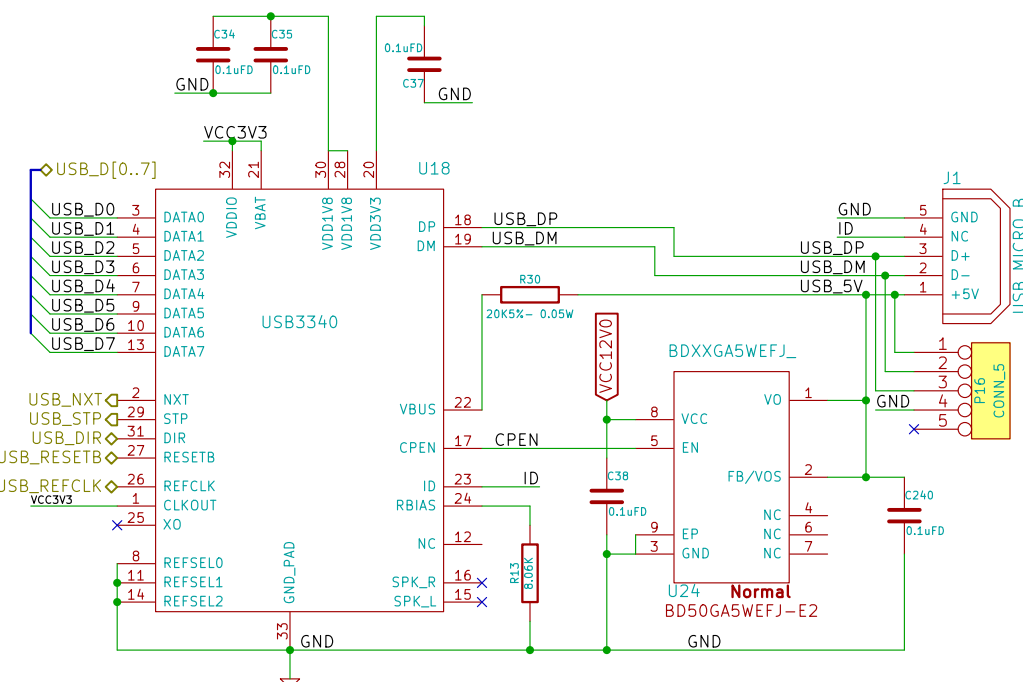 C34
C35
0.1uFD
0.1uFD
GND
0.1uFD
C37
GND
VCC3V3
32
21
30
28
20
U18
USB_D[0..7]
VDDIO
VBAT
VDD1V8
VDD1V8
VDD3V3
USB_D0 3 DATA0
USB_D1 4 DATA1
USB_D2 5 DATA2
USB_D3 6 DATA3
USB_D4 7 DATA4
USB_D5 9 DATA5
USB_D6 10 DATA6
USB_D7 13 DATA7
USB3340
DP 18 USB_DP
DM 19 USB_DM
R30
20K5%- 0.05W
USB_NXT 2 NXT
USB_STP 29 STP
USB_DIR 31 DIR
USB_RESETB 27 RESETB
USB_REFCLK 26 REFCLK
VCC3V3 1 CLKOUT
25 XO
8 REFSEL0
11 REFSEL1
14 REFSEL2
VBUS 22
CPEN 17 CPEN
ID 23 ID
RBIAS 24
NC 12
SPK_R 16
SPK_L 15
GND_PAD
33
GND
R13
8.06K
VCC12V0
C38
0.1uFD
BDXXGA5WEFJ_
8 VCC
5 EN
9 EP
3 GND
VO 1
FB/VOS 2
NC 4
NC 6
NC 7
U24
Normal
BD50GA5WEFJ-E2
GND
C240
0.1uFD
J1
GND 5 GND
ID 4 NC
USB_DP 3 D+
USB_DM 2 D-
USB_5V 1 +5V
USB_MICRO_B
1
2
3
GND 4
5
P16
CONN_5